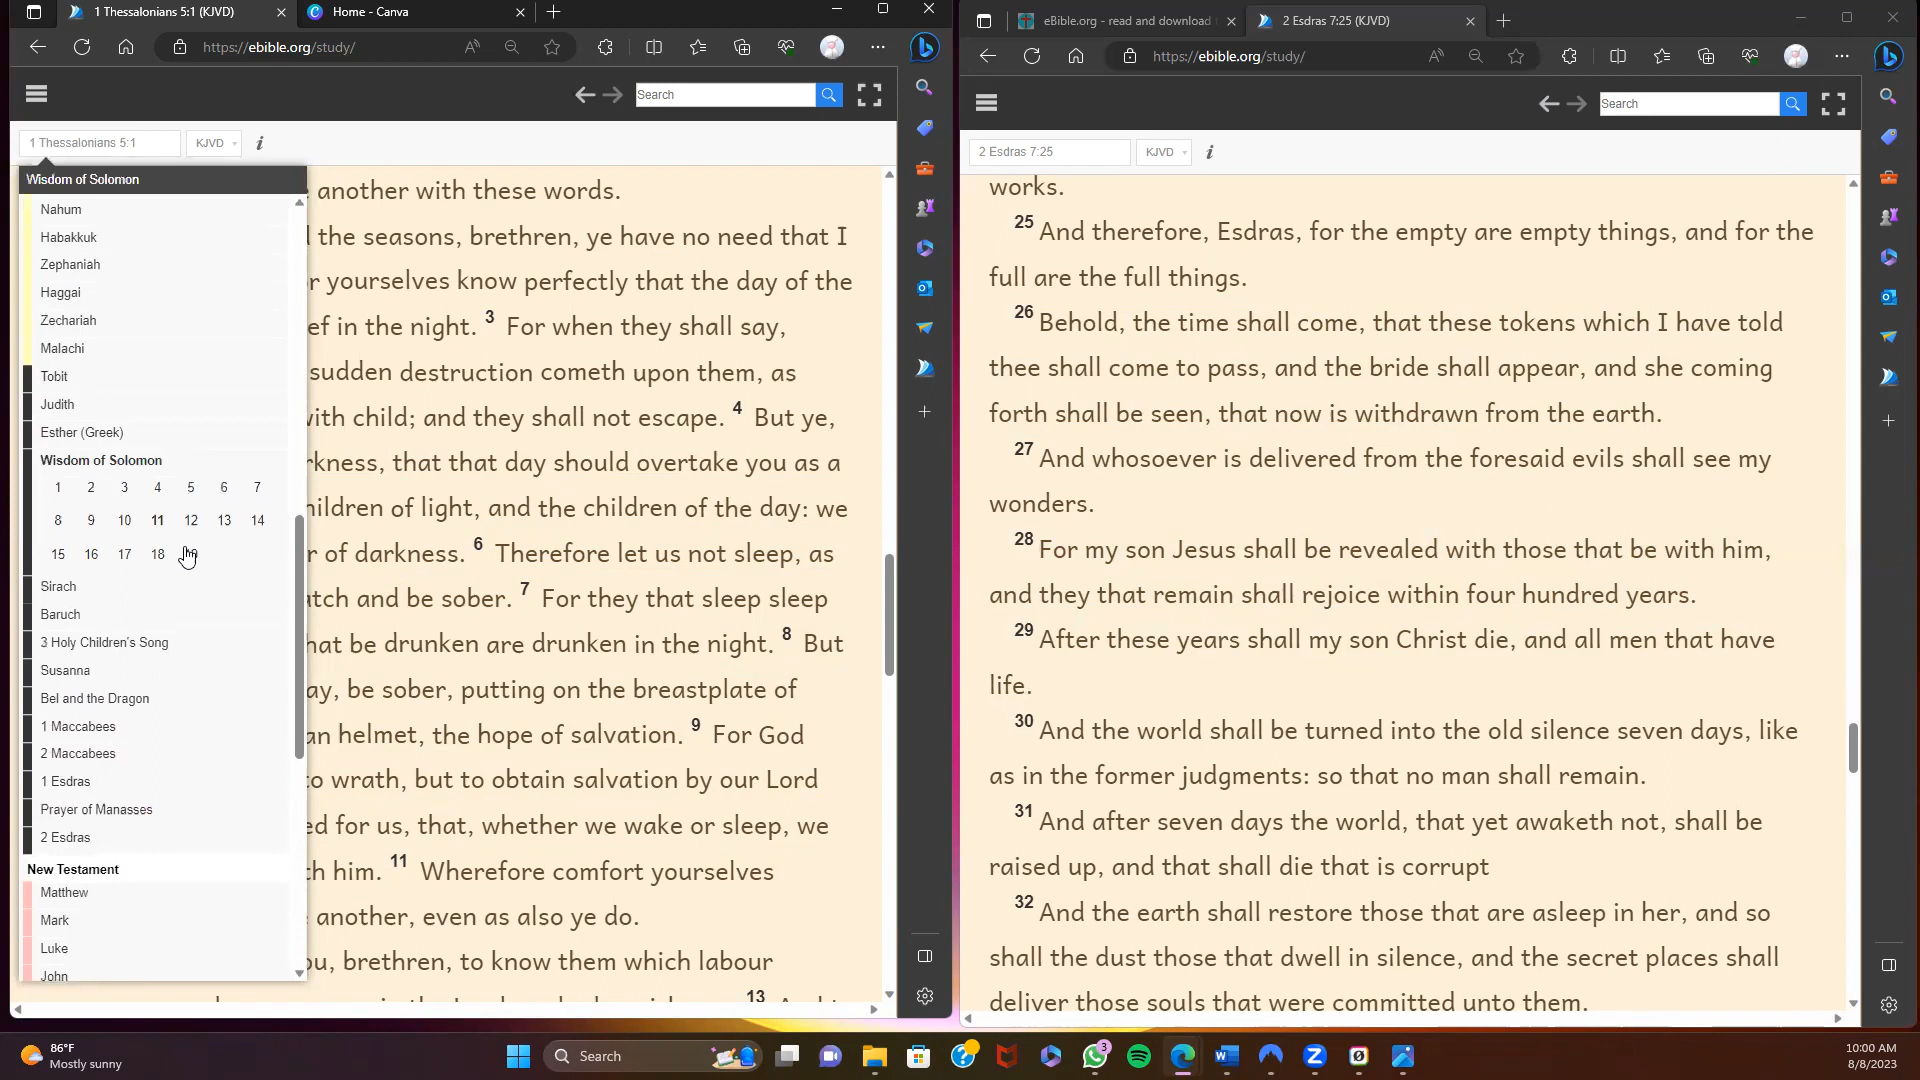 1 Thessalonians 5:1 (KJVD)
Home - Canva
https://ebible.org/study/
Search
1 Thessalonians 5:1
KJVD
i
Wisdom of Solomon
Nahum
Habakkuk
Zephaniah
Haggai
Zechariah
Malachi
Tobit
Judith
Esther (Greek)
Wisdom of Solomon
1 2 3 4 5 6 7
8 9 10 11 12 13 14
15 16 17 18
Sirach
Baruch
3 Holy Children's Song
Susanna
Bel and the Dragon
1 Maccabees
2 Maccabees
1 Esdras
Prayer of Manasses
2 Esdras
New Testament
Matthew
Mark
Luke
John
another with these words.
the seasons, brethren, ye have no need that I
yourselves know perfectly that the day of the
in the night. 3 For when they shall say,
sudden destruction cometh upon them, as
with child; and they shall not escape. 4 But ye,
that that day should overtake you as a
of light, and the children of the day: we
of darkness. 6 Therefore let us not sleep, as
and be sober. 7 For they that sleep sleep
that be drunken are drunken in the night. 8 But
be sober, putting on the breastplate of
an helmet, the hope of salvation. 9 For God
to wrath, but to obtain salvation by our Lord
for us, that, whether we wake or sleep, we
him. 11 Wherefore comfort yourselves
another, even as also ye do.
brethren, to know them which labour
13
eBible.org - read and download
2 Esdras 7:25 (KJVD)
https://ebible.org/study/
Search
2 Esdras 7:25
KJVD
i
works.
25 And therefore, Esdras, for the empty are empty things, and for the
full are the full things.
26 Behold, the time shall come, that these tokens which I have told
thee shall come to pass, and the bride shall appear, and she coming
forth shall be seen, that now is withdrawn from the earth.
27 And whosoever is delivered from the foresaid evils shall see my
wonders.
28 For my son Jesus shall be revealed with those that be with him,
and they that remain shall rejoice within four hundred years.
29 After these years shall my son Christ die, and all men that have
life.
30 And the world shall be turned into the old silence seven days, like
as in the former judgments: so that no man shall remain.
31 And after seven days the world, that yet awaketh not, shall be
raised up, and that shall die that is corrupt
32 And the earth shall restore those that are asleep in her, and so
shall the dust those that dwell in silence, and the secret places shall
deliver those souls that were committed unto them.
86°F
Mostly sunny
Search
3
10:00 AM
8/8/2023